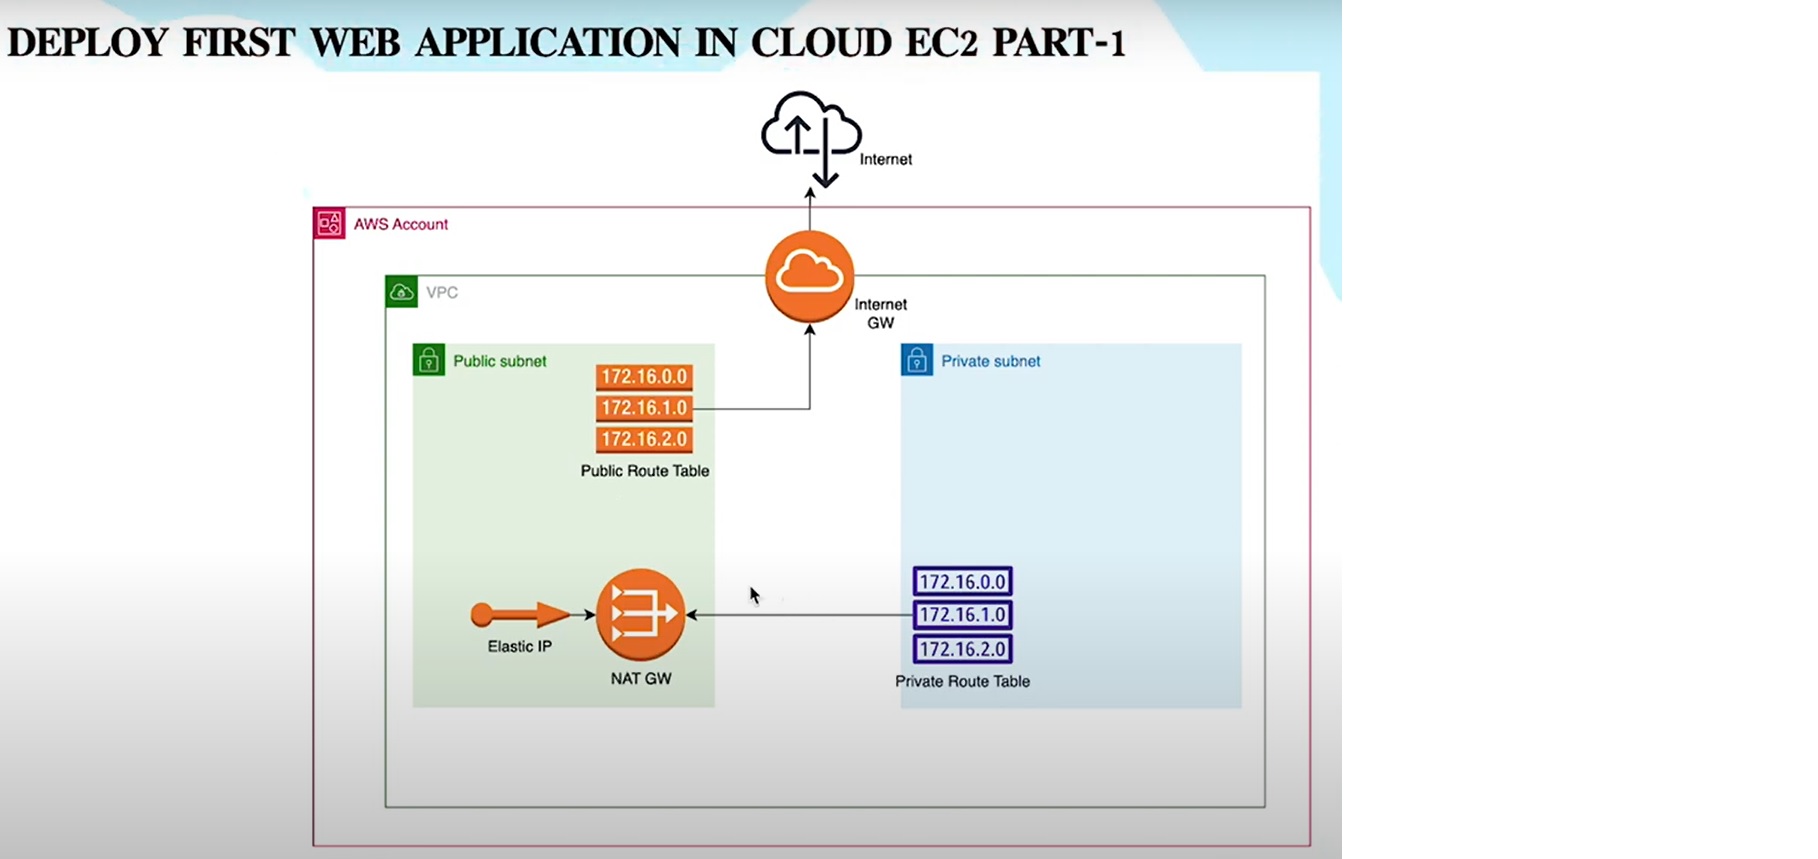 DEPLOY FIRST WEB APPLICATION IN CLOUD EC2 PART-1
Internet
AWS Account
Internet
GW
VPC
Public subnet
172.16.0.0
172.16.1.0
172.16.2.0
Public Route Table
Private subnet
Elastic IP
NAT GW
172.16.0.0
172.16.1.0
172.16.2.0
Private Route Table